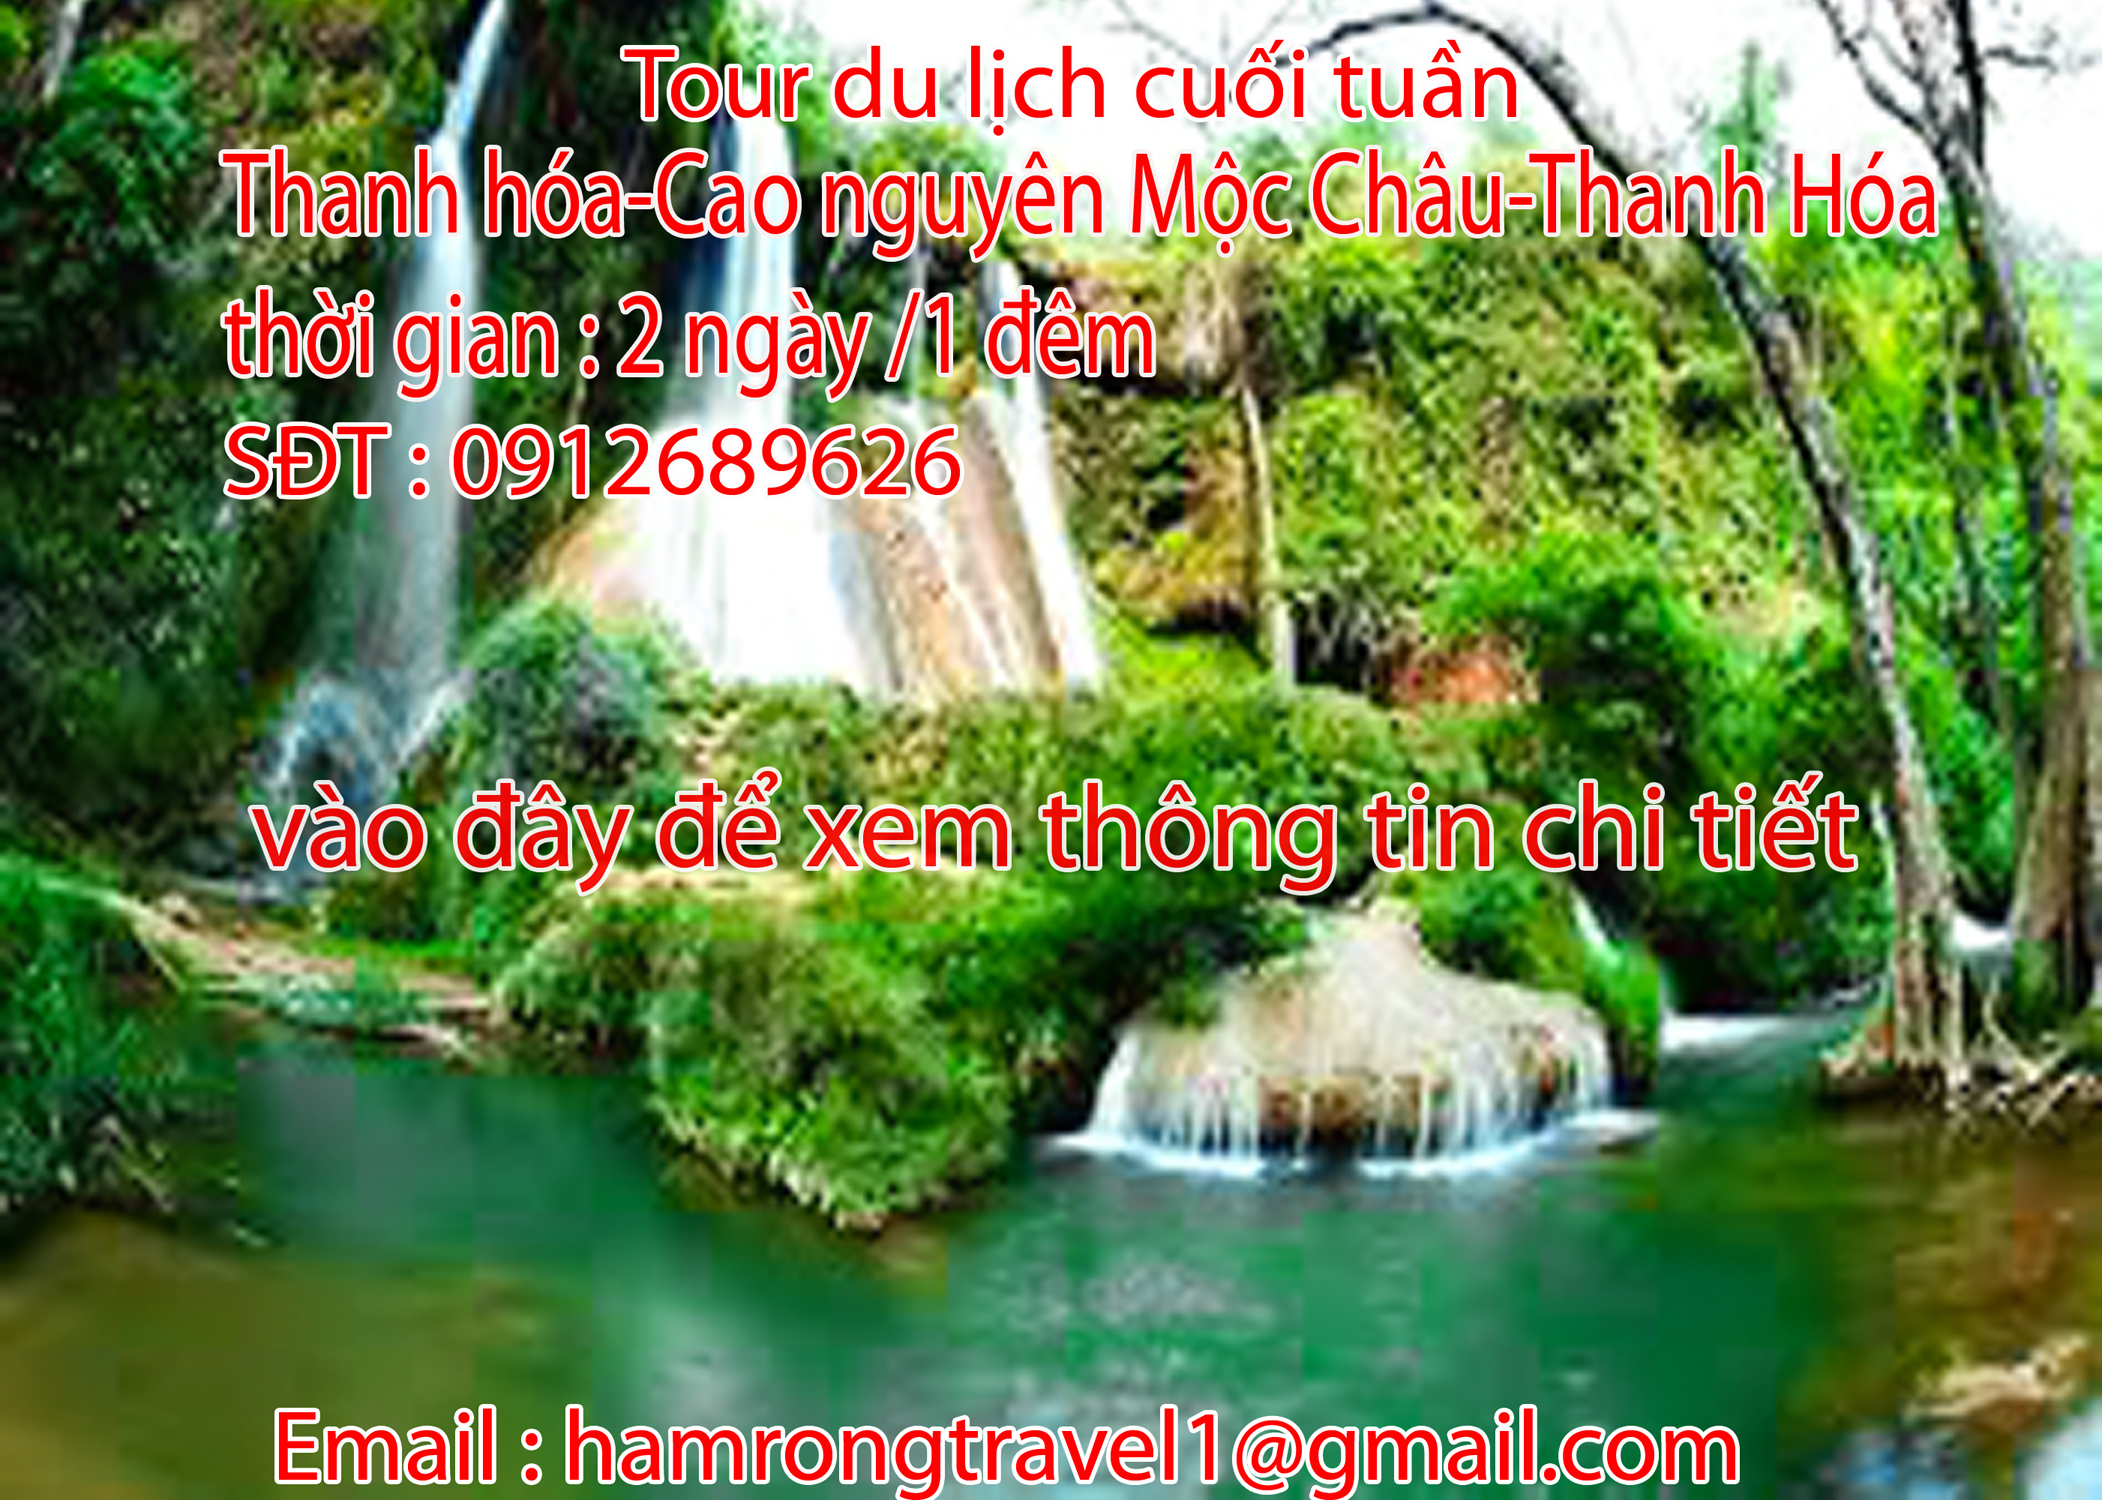 Tour du lịch cuối tuần
Thanh hóa-Cao nguyên Mộc Châu-Thanh Hóa
thời gian : 2 ngày /1 đêm
SĐT : 0912689626
vào đây để xem thông tin chi tiết
Email : hamrongtravel1@gmail.com